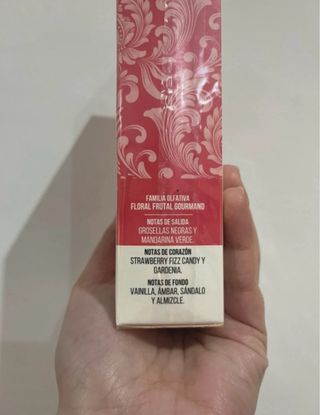 FAMILIA OLFATIVA
FLORAL FRUTAL GOURMAND
NOTAS DE SALIDA
GROSELLAS NEGRAS Y
MANDARINA VERDE.
NOTAS DE CORAZÓN
STRAWBERRY FIZZ CANDY Y
GARDENIA.
NOTAS DE FONDO
VAINILLA, ÁMBAR, SÁNDALO
Y ALMIZCLE.